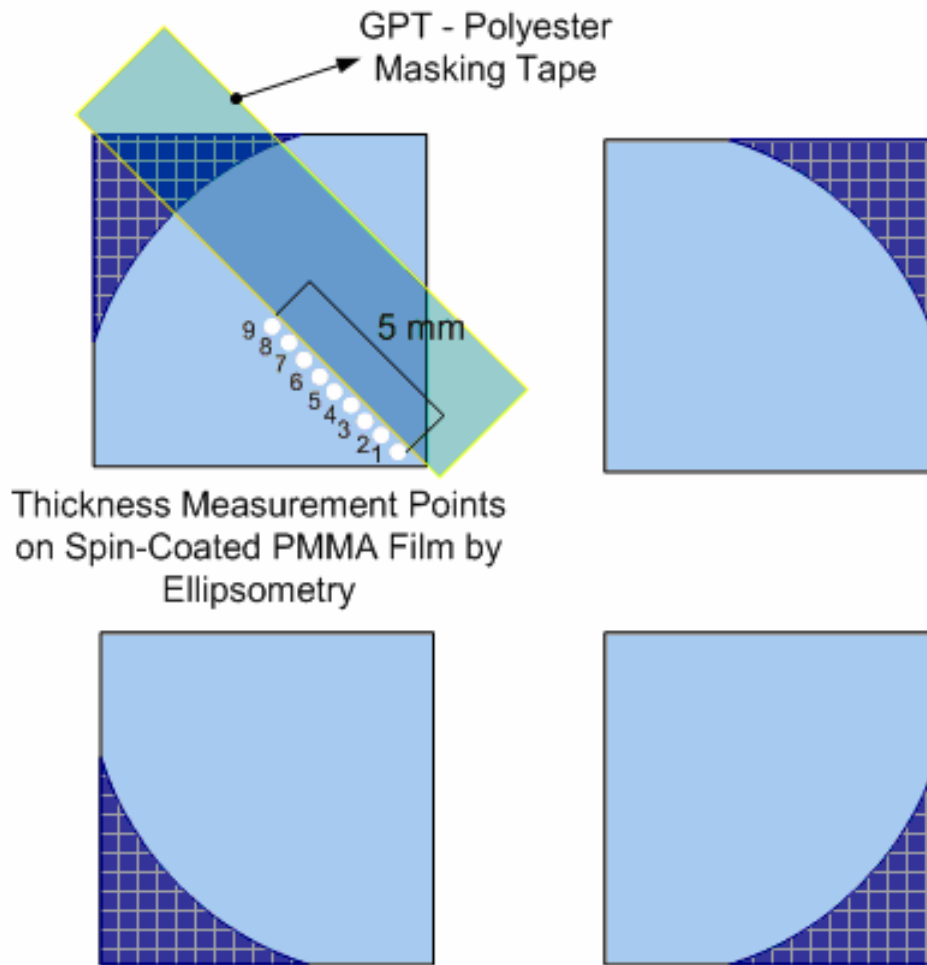 GPT - Polyester
Masking Tape
5 mm
9
8
7
6
5
4
3
2
1
Thickness Measurement Points
on Spin-Coated PMMA Film by
Ellipsometry